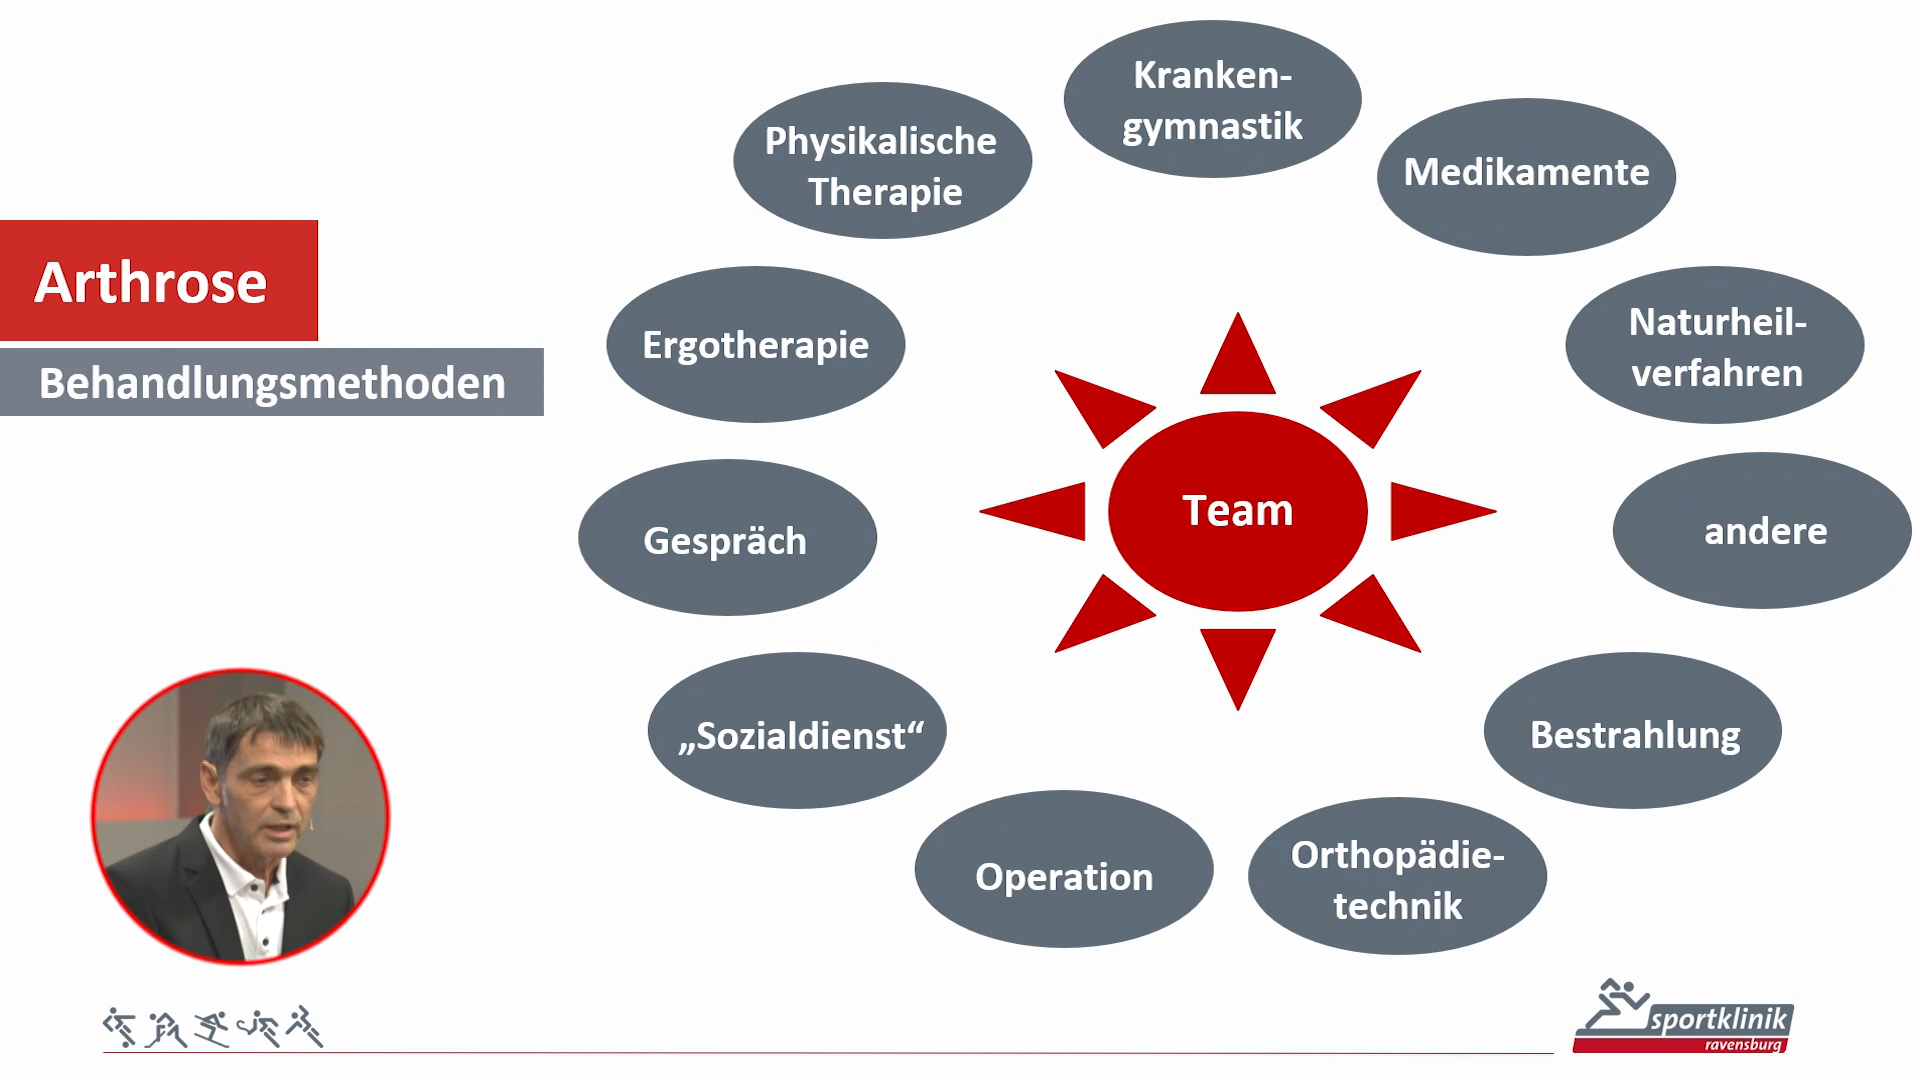 Arthrose
Behandlungsmethoden
Kranken-
gymnastik
Physikalische
Therapie
Medikamente
Ergotherapie
Naturheil-
verfahren
Team
Gespräch
andere
„Sozialdienst“
Bestrahlung
Operation
Orthopädie-
technik
sportklinik
ravensburg